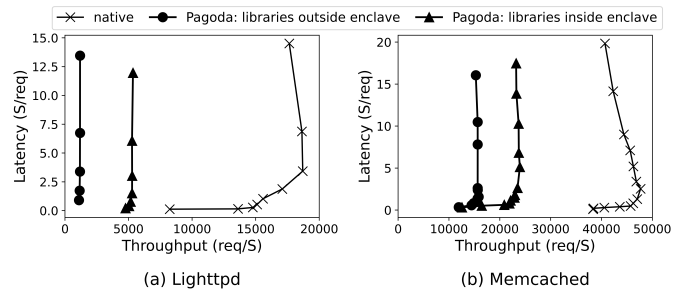 native Pagoda: libraries outside enclave Pagoda: libraries inside enclave
Latency (S/req)
15.0
12.5
10.0
7.5
5.0
2.5
0.0
0 5000 10000 15000 20000
Throughput (req/S)
(a) Lighttpd
Latency (S/req)
20
15
10
5
0
0 10000 20000 30000 40000 50000
Throughput (req/S)
(b) Memcached